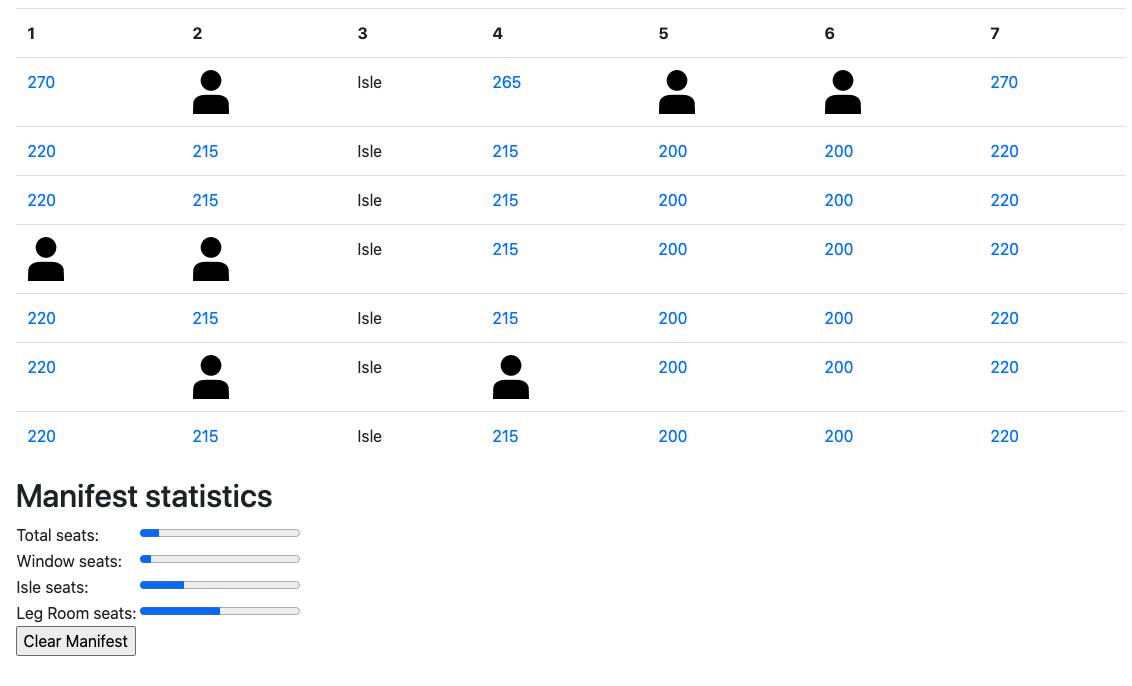 1 2 3 4 5 6 7
270 Isle 265 270
220 215 Isle 215 200 200 220
220 215 Isle 215 200 200 220
Isle 215 200 200 220
220 215 Isle 215 200 200 220
220 Isle 200 200 220
220 215 Isle 215 200 200 220
Manifest statistics
Total seats:
Window seats:
Isle seats:
Leg Room seats:
Clear Manifest